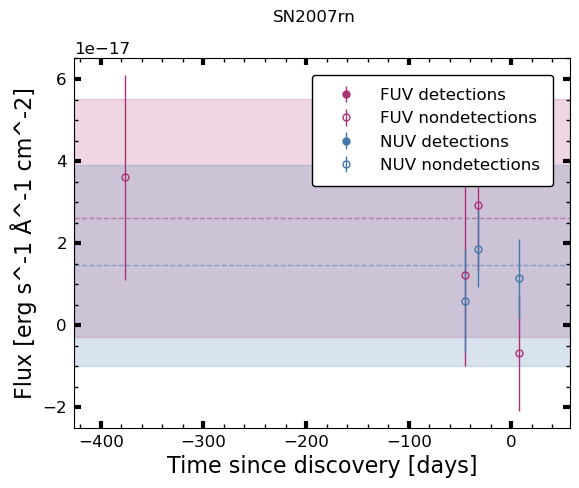 SN2007rn
1e−17
6
4
2
0
−2
Flux [erg s^-1 Å^-1 cm^-2]
FUV detections
FUV nondetections
NUV detections
NUV nondetections
−400 −300 −200 −100 0
Time since discovery [days]